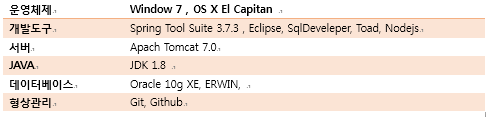 운영체제 Window 7 , OS X El Capitan
개발도구 Spring Tool Suite 3.7.3 , Eclipse, SqlDeveleper, Toad, Nodejs
서버 Apach Tomcat 7.0
JAVA JDK 1.8
데이터베이스 Oracle 10g XE, ERWIN,
형상관리 Git, Github